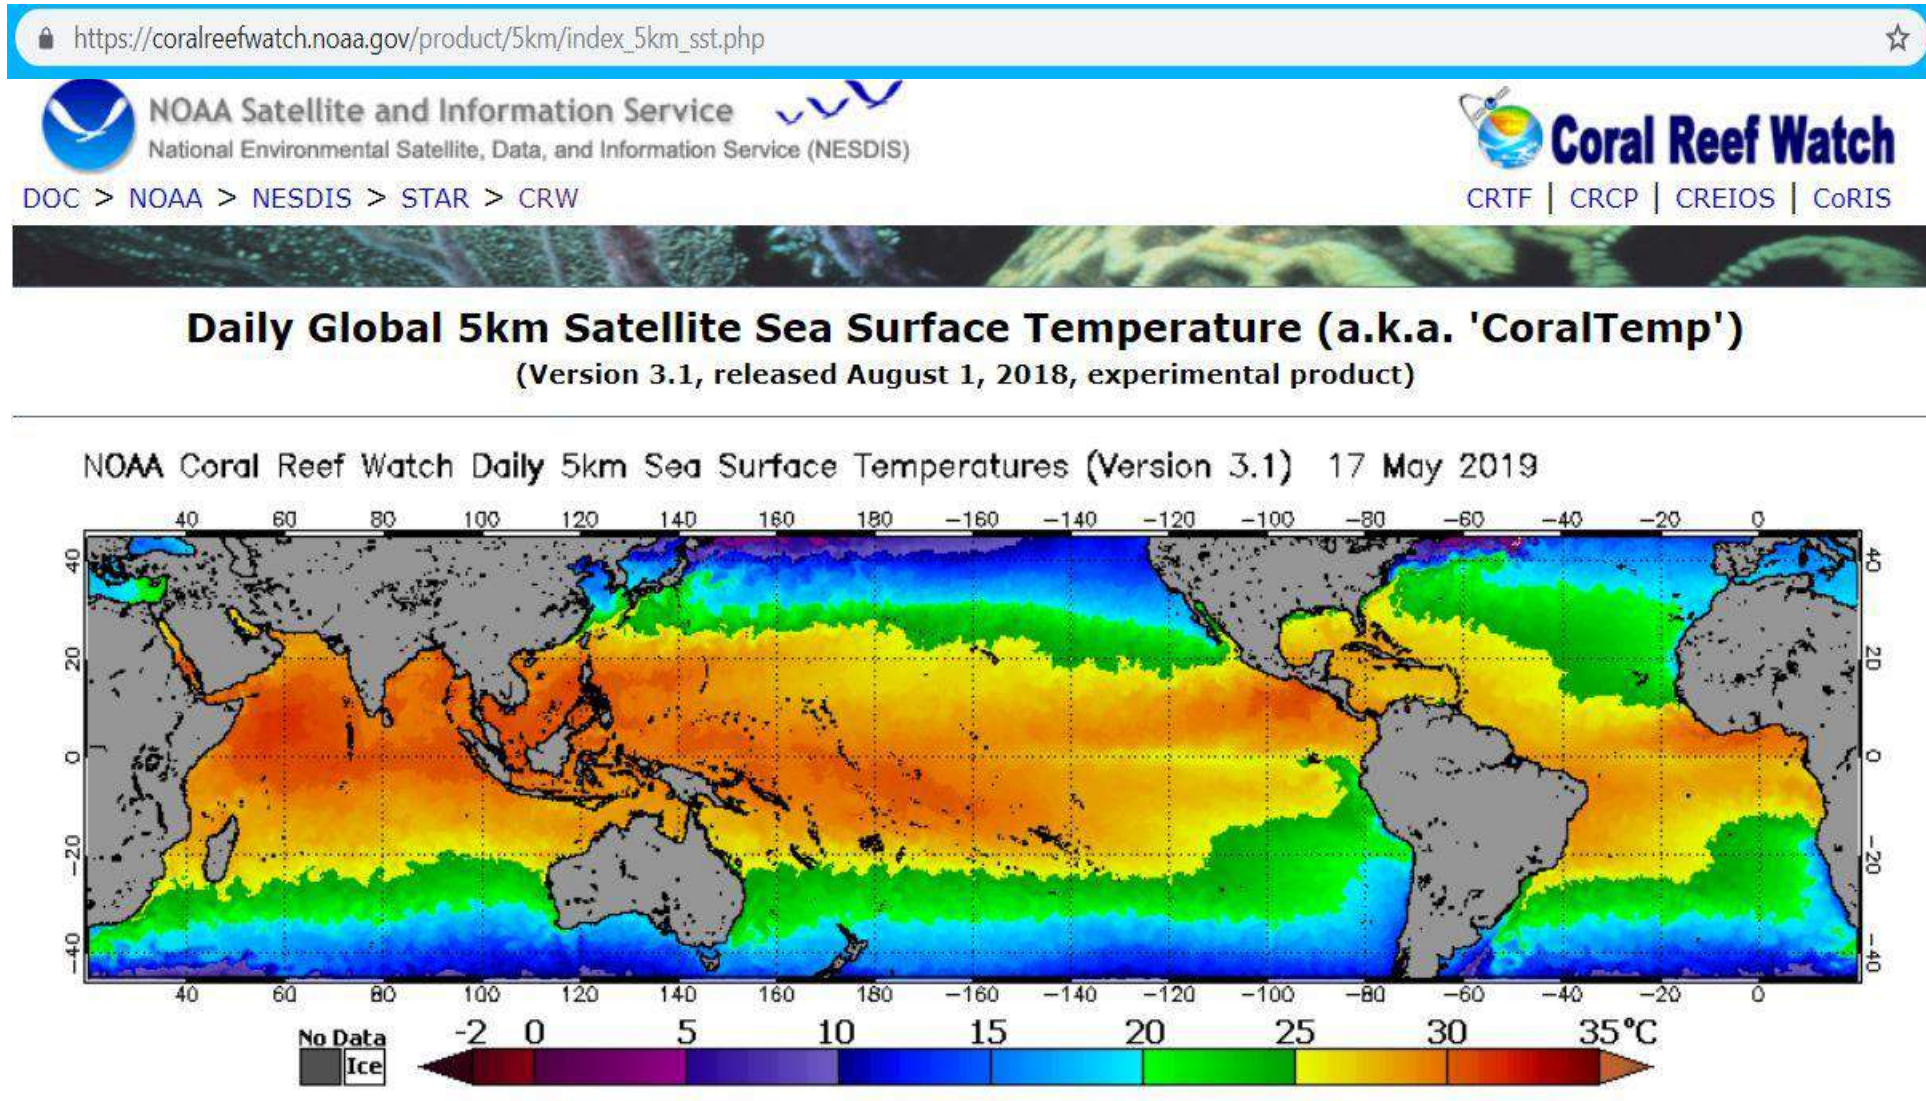 https://coralreefwatch.noaa.gov/product/5km/index_5km_sst.php
NOAA Satellite and Information Service
National Environmental Satellite, Data, and Information Service (NESDIS)
Coral Reef Watch
DOC > NOAA > NESDIS > STAR > CRW
CRTF | CRCP | CREIOS | CoRIS
Daily Global 5km Satellite Sea Surface Temperature (a.k.a. 'CoralTemp')
(Version 3.1, released August 1, 2018, experimental product)
NOAA Coral Reef Watch Daily 5km Sea Surface Temperatures (Version 3.1) 17 May 2019
40 60 80 100 120 140 160 180 -160 -140 -120 -100 -80 -60 -40 -20 0
40 40
20 20
0 0
-20 -20
-40 -40
40 60 80 100 120 140 160 180 -160 -140 -120 -100 -80 -60 -40 -20 0
No Data -2 0 5 10 15 20 25 30 35°C
Ice